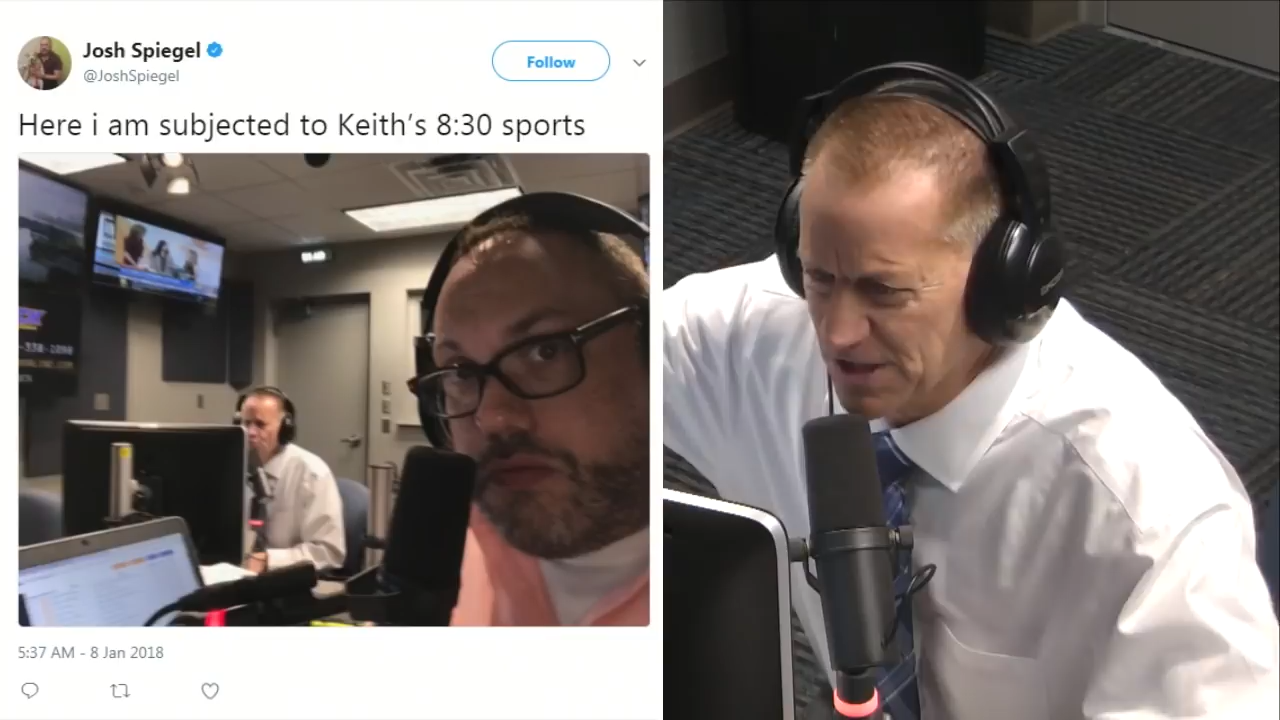 Josh Spiegel
@JoshSpiegel
Follow
Here i am subjected to Keith's 8:30 sports
5:37 AM - 8 Jan 2018